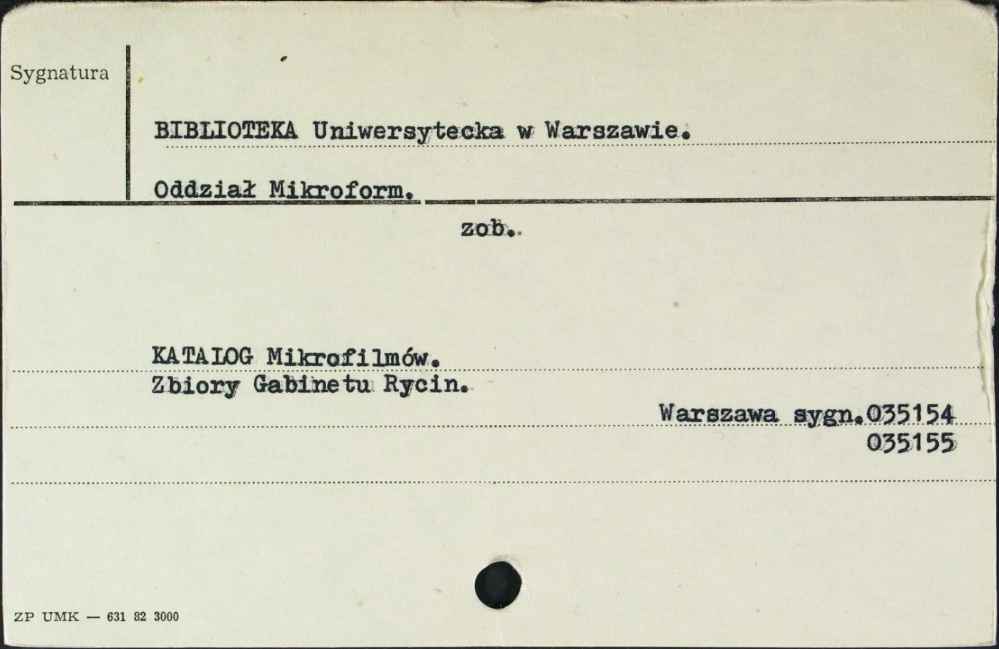 Sygnatura
BIBLIOTEKA Uniwersytecka w Warszawie.
Oddział Mikroform.
zob.
KATALOG Mikrofilmów.
Zbiory Gabinetu Rycin.
Warszawa sygn.035154
035155
ZP UMK — 631 82 3000